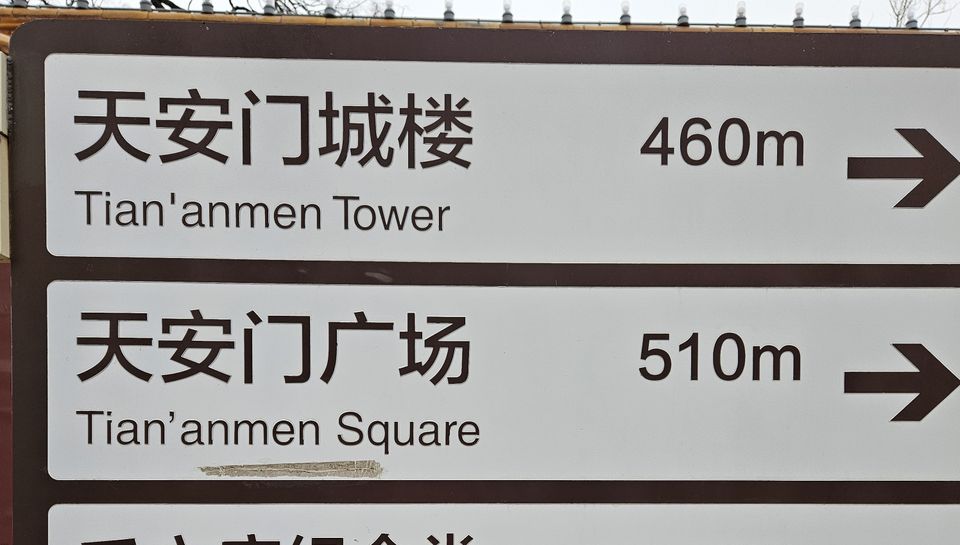 天安门城楼 460m
Tian'anmen Tower
天安门广场 510m
Tian’anmen Square